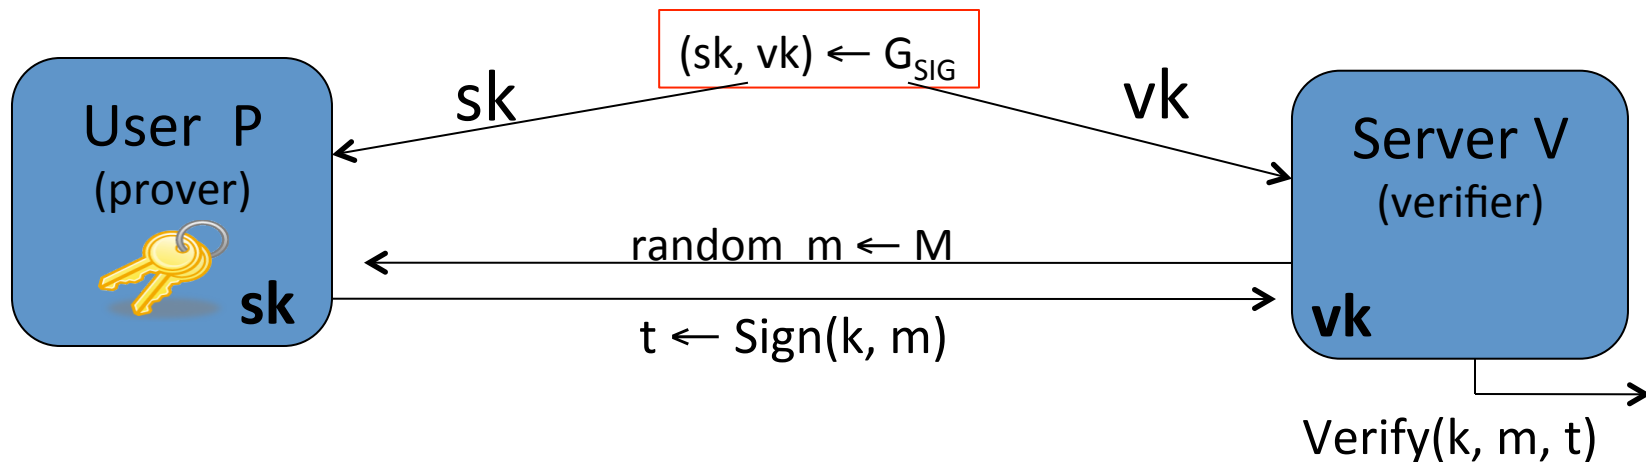 (sk, vk) ← G_SIG
sk
vk
User P
(prover)
sk
Server V
(verifier)
vk
random m ← M
t ← Sign(k, m)
Verify(k, m, t)